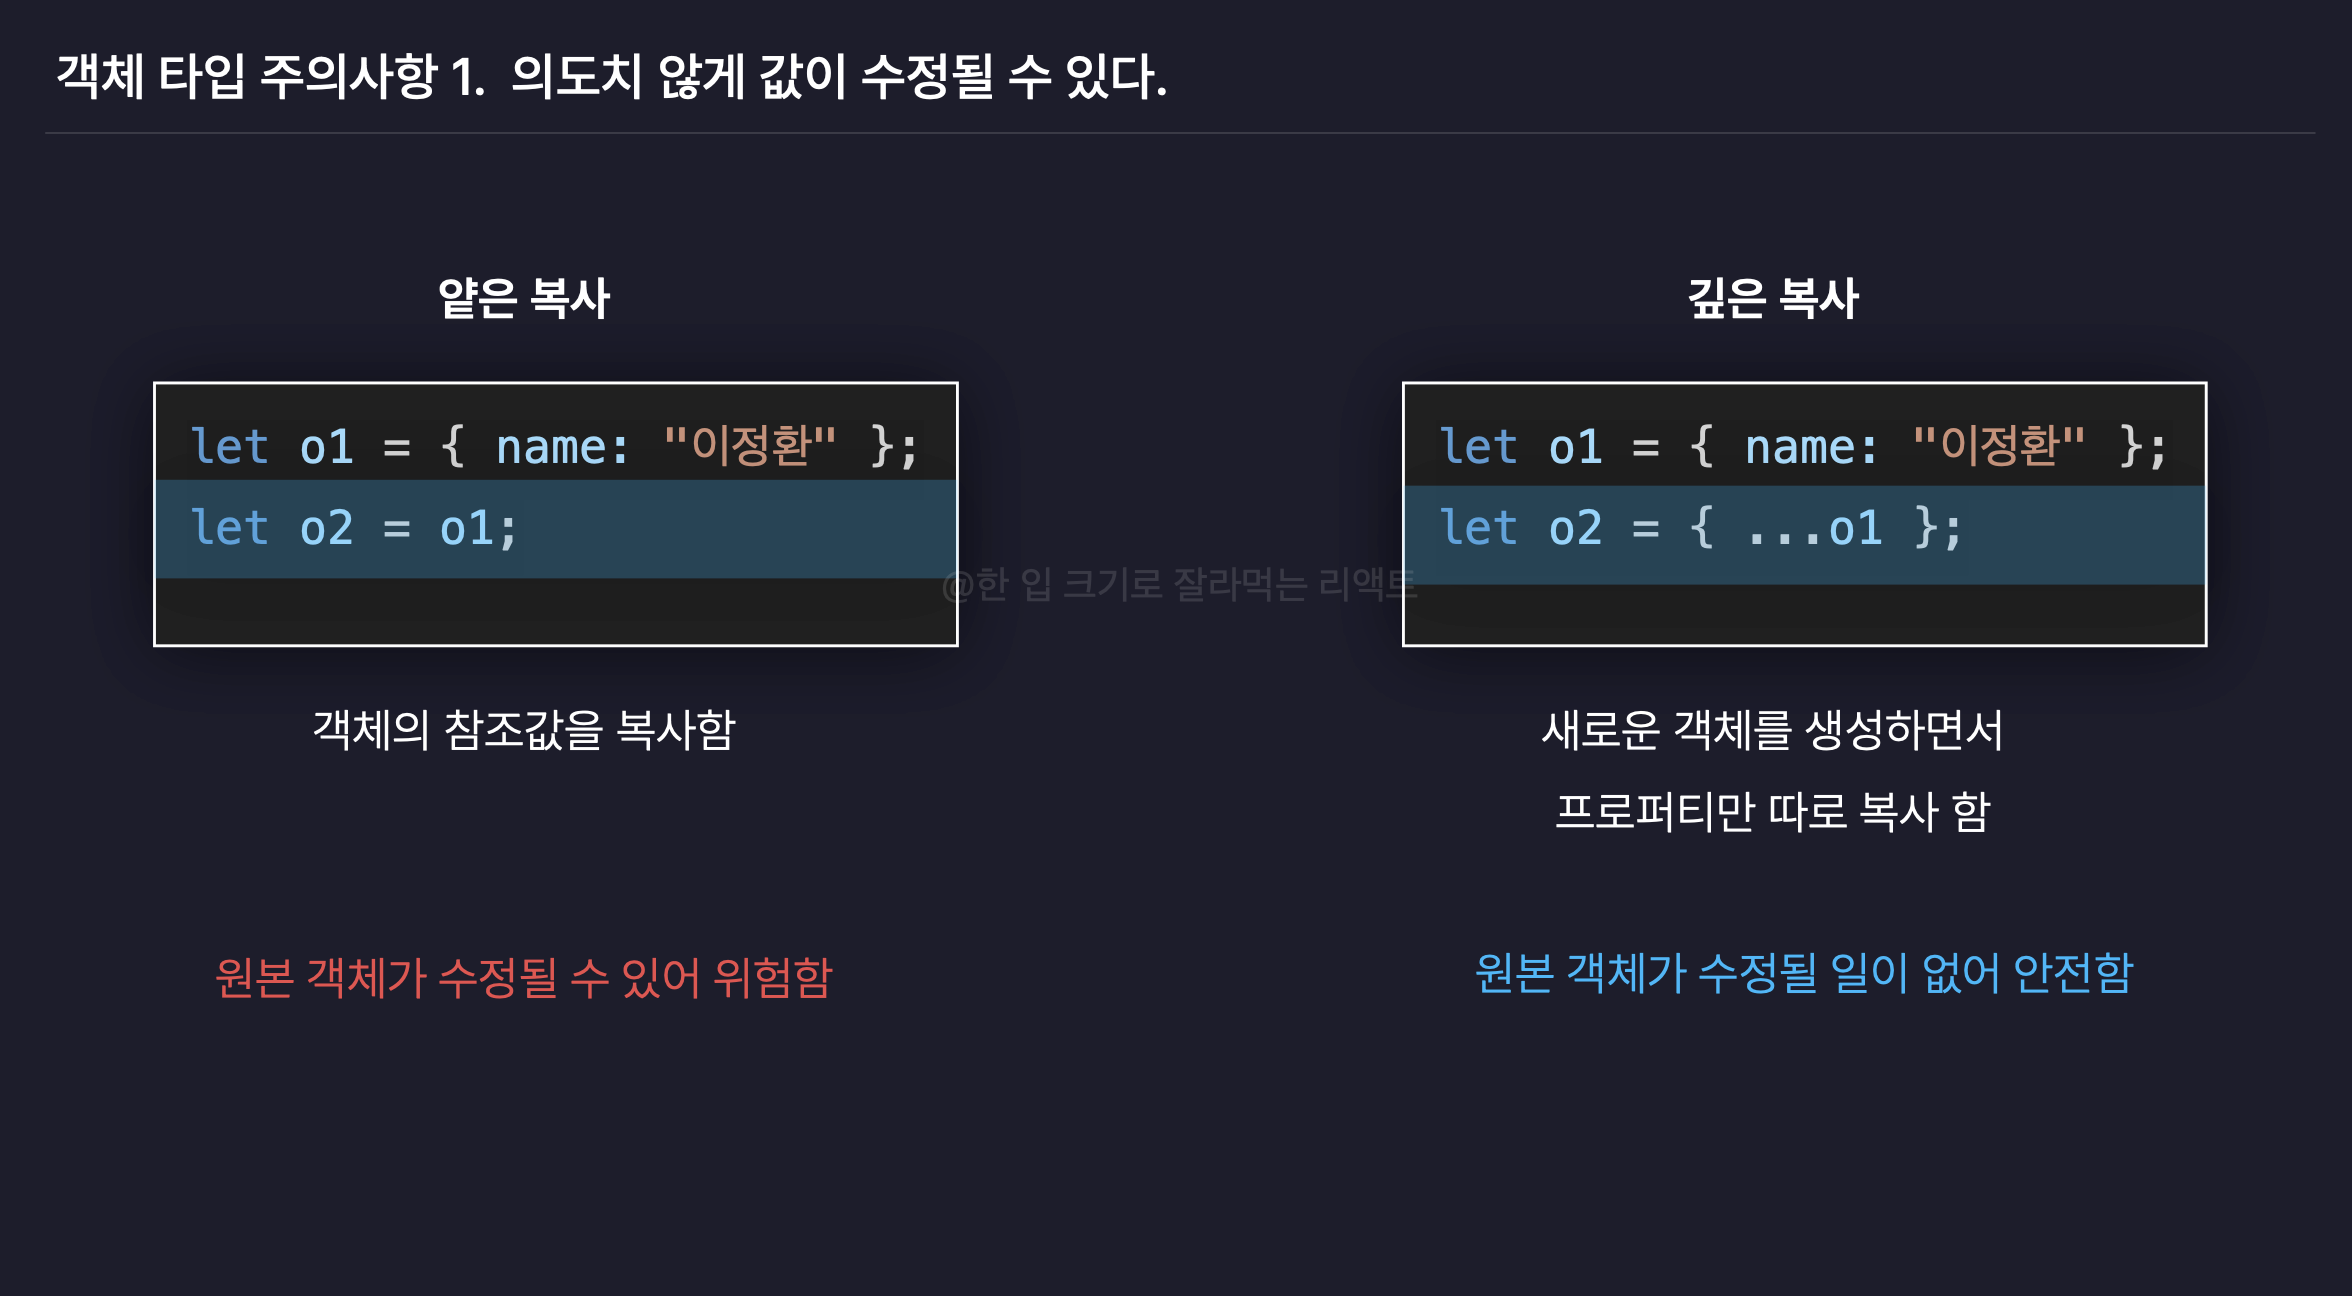 객체 타입 주의사항 1. 의도치 않게 값이 수정될 수 있다.
얕은 복사
let o1 = { name: "이정환" };
let o2 = o1;
객체의 참조값을 복사함
원본 객체가 수정될 수 있어 위험함
@한 입 크기로 잘라먹는 리액트
깊은 복사
let o1 = { name: "이정환" };
let o2 = { ...o1 };
새로운 객체를 생성하면서
프로퍼티만 따로 복사 함
원본 객체가 수정될 일이 없어 안전함